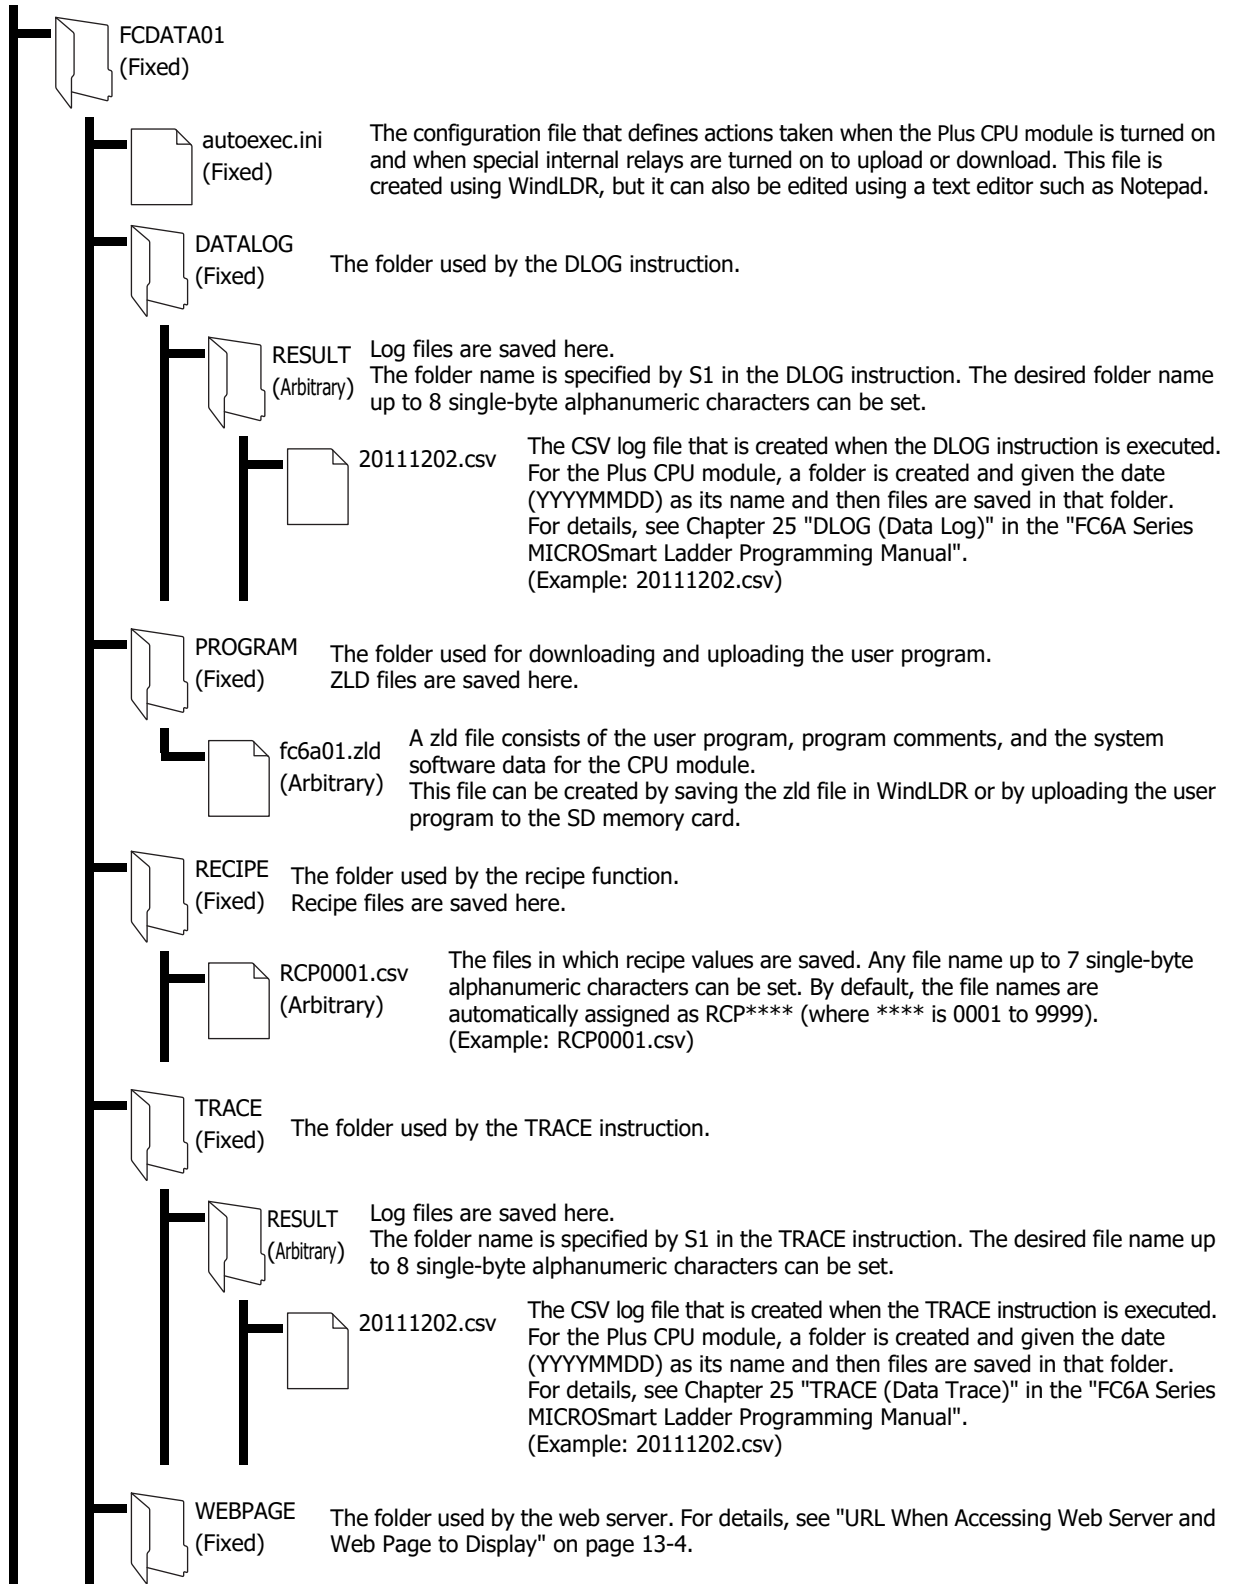 FCDATA01
(Fixed)
autoexec.ini
(Fixed)
The configuration file that defines actions taken when the Plus CPU module is turned on
and when special internal relays are turned on to upload or download. This file is
created using WindLDR, but it can also be edited using a text editor such as Notepad.
DATALOG
(Fixed)
The folder used by the DLOG instruction.
RESULT
(Arbitrary)
Log files are saved here.
The folder name is specified by S1 in the DLOG instruction. The desired folder name
up to 8 single-byte alphanumeric characters can be set.
20111202.csv
The CSV log file that is created when the DLOG instruction is executed.
For the Plus CPU module, a folder is created and given the date
(YYYYMMDD) as its name and then files are saved in that folder.
For details, see Chapter 25 "DLOG (Data Log)" in the "FC6A Series
MICROSmart Ladder Programming Manual".
(Example: 20111202.csv)
PROGRAM
(Fixed)
The folder used for downloading and uploading the user program.
ZLD files are saved here.
fc6a01.zld
(Arbitrary)
A zld file consists of the user program, program comments, and the system
software data for the CPU module.
This file can be created by saving the zld file in WindLDR or by uploading the user
program to the SD memory card.
RECIPE
(Fixed)
The folder used by the recipe function.
Recipe files are saved here.
RCP0001.csv
(Arbitrary)
The files in which recipe values are saved. Any file name up to 7 single-byte
alphanumeric characters can be set. By default, the file names are
automatically assigned as RCP**** (where **** is 0001 to 9999).
(Example: RCP0001.csv)
TRACE
(Fixed)
The folder used by the TRACE instruction.
RESULT
(Arbitrary)
Log files are saved here.
The folder name is specified by S1 in the TRACE instruction. The desired file name up
to 8 single-byte alphanumeric characters can be set.
20111202.csv
The CSV log file that is created when the TRACE instruction is executed.
For the Plus CPU module, a folder is created and given the date
(YYYYMMDD) as its name and then files are saved in that folder.
For details, see Chapter 25 "TRACE (Data Trace)" in the "FC6A Series
MICROSmart Ladder Programming Manual".
(Example: 20111202.csv)
WEBPAGE
(Fixed)
The folder used by the web server. For details, see "URL When Accessing Web Server and
Web Page to Display" on page 13-4.